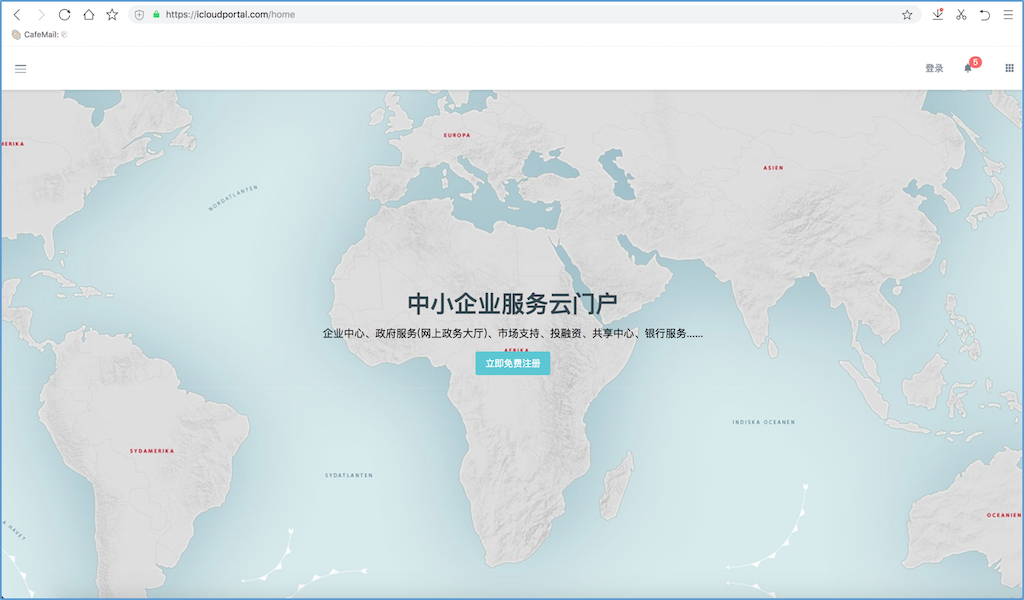 https://icloudportal.com/home
CafeMail:
登录
5
EUROPA
ASIEN
NORDATLANTEN
中小企业服务云门户
企业中心、政府服务(网上政务大厅)、市场支持、投融资、共享中心、银行服务......
AFRIKA
立即免费注册
INDISKA OCEANEN
SYDAMERIKA
SYDATLANTEN
OCEANIEN